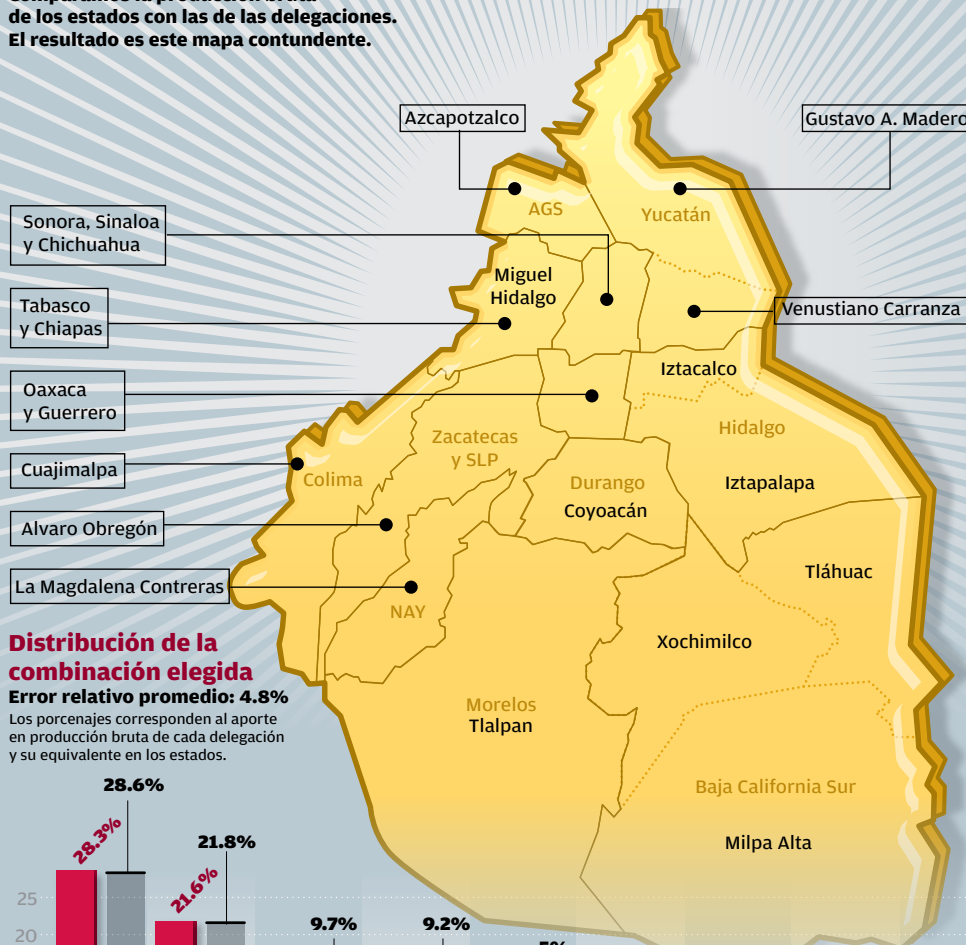 de los estados con las de las delegaciones.
El resultado es este mapa contundente.
Azcapotzalco
Gustavo A. Madero
AGS
Yucatán
Sonora, Sinaloa
y Chichuahua
Miguel
Hidalgo
Tabasco
y Chiapas
Venustiano Carranza
Iztacalco
Oaxaca
y Guerrero
Hidalgo
Zacatecas
y SLP
Cuajimalpa
Colima
Durango
Coyoacán
Iztapalapa
Alvaro Obregón
Tláhuac
La Magdalena Contreras
NAY
Xochimilco
Distribución de la
combinación elegida
Error relativo promedio: 4.8%
Los porcenajes corresponden al aporte
en producción bruta de cada delegación
y su equivalente en los estados.
Morelos
Tlalpan
Baja California Sur
Milpa Alta
28.6%
28.3%
21.8%
21.6%
25
20
9.7%
9.2%